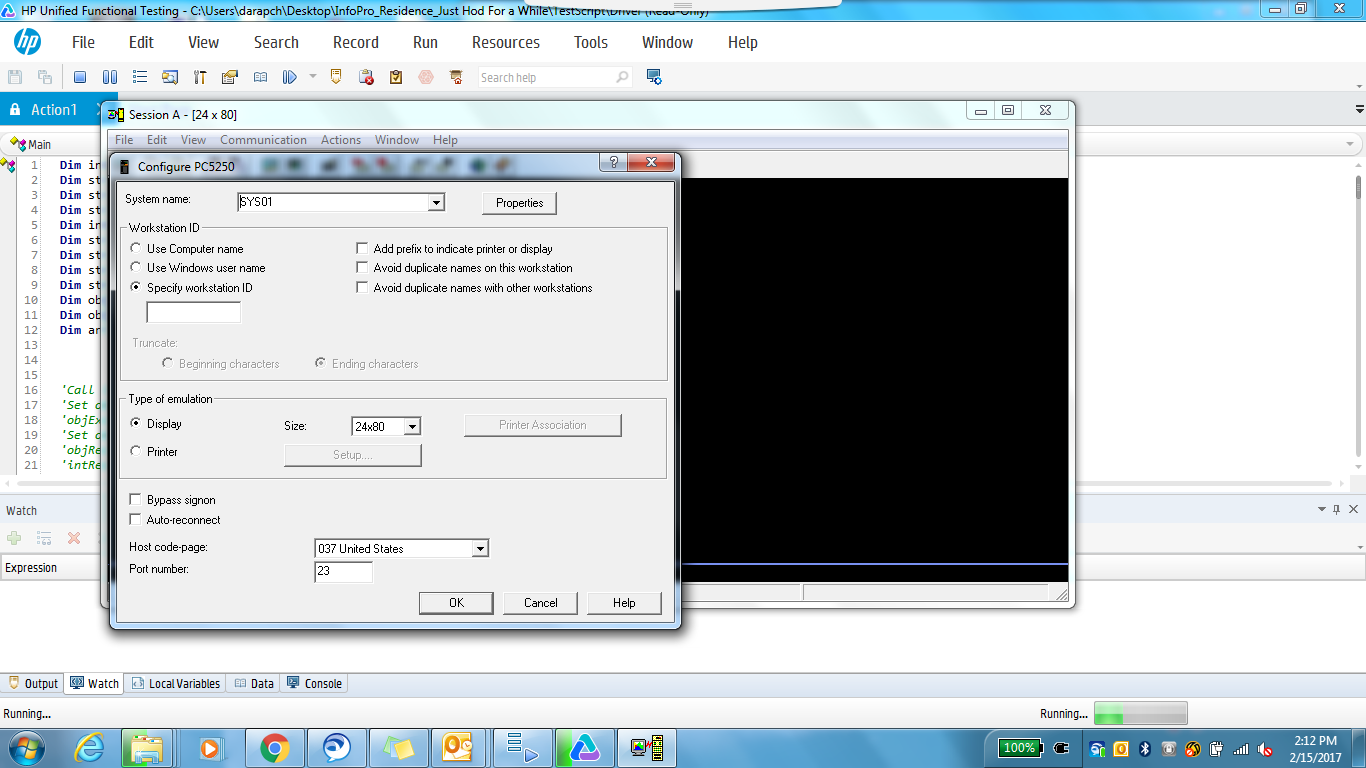 HP Unified Functional Testing - C:\Users\darapch\Desktop\InfoPro_Residence_Just Hod For a While\TestScript\Driver (Read-Only)
hp File Edit View Search Record Run Resources Tools Window Help
Search help
Action1
Main
Session A - [24 x 80]
File Edit View Communication Actions Window Help
Configure PC5250
System name: SYS01 Properties
Workstation ID
Use Computer name Add prefix to indicate printer or display
Use Windows user name Avoid duplicate names on this workstation
Specify workstation ID Avoid duplicate names with other workstations
Truncate:
Beginning characters Ending characters
Type of emulation
Display Size: 24x80 Printer Association
Printer Setup....
Bypass signon
Auto-reconnect
Host code-page: 037 United States
Port number: 23
OK Cancel Help
1 Dim in
2 Dim st
3 Dim st
4 Dim st
5 Dim in
6 Dim st
7 Dim st
8 Dim st
9 Dim st
10 Dim ob
11 Dim ob
12 Dim ar
13
14
15
16 'Call
17 'Set o
18 'objEx
19 'Set o
20 'objRe
21 'intRe
Watch
Expression
Output Watch Local Variables Data Console
Running... Running...
100%
2:12 PM
2/15/2017